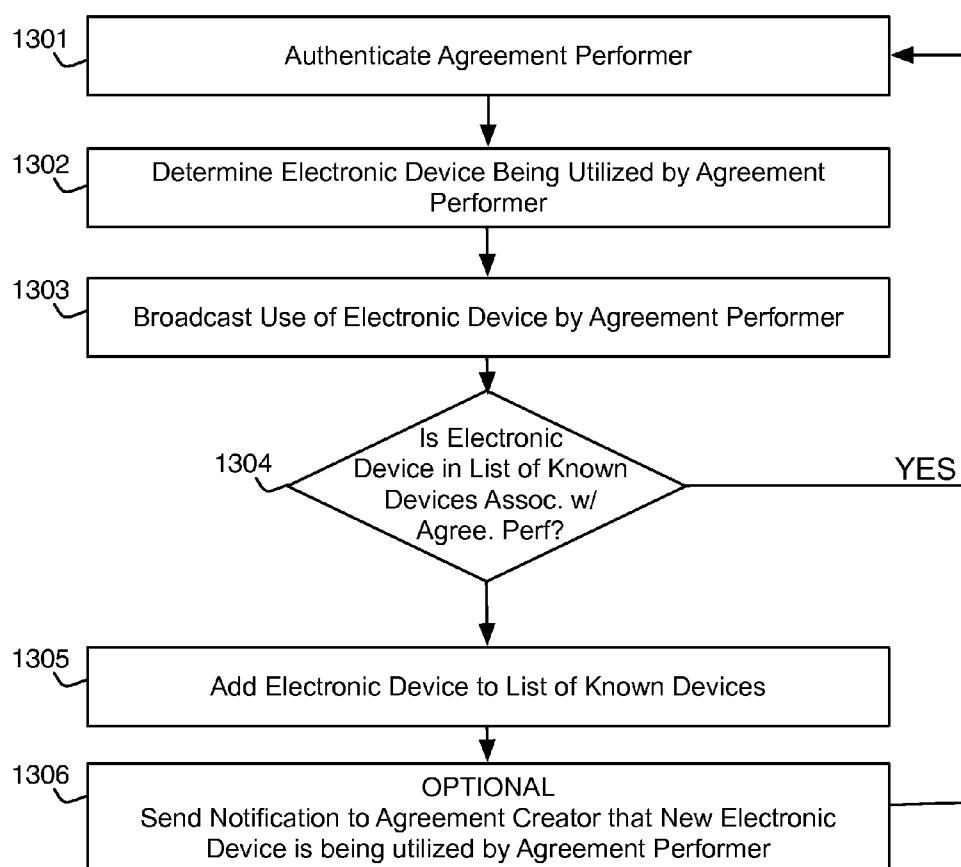 1301
Authenticate Agreement Performer
1302
Determine Electronic Device Being Utilized by Agreement
Performer
1303
Broadcast Use of Electronic Device by Agreement Performer
1304
Is Electronic
Device in List of Known
Devices Assoc. w/
Agree. Perf?
YES
1305
Add Electronic Device to List of Known Devices
1306
OPTIONAL
Send Notification to Agreement Creator that New Electronic
Device is being utilized by Agreement Performer